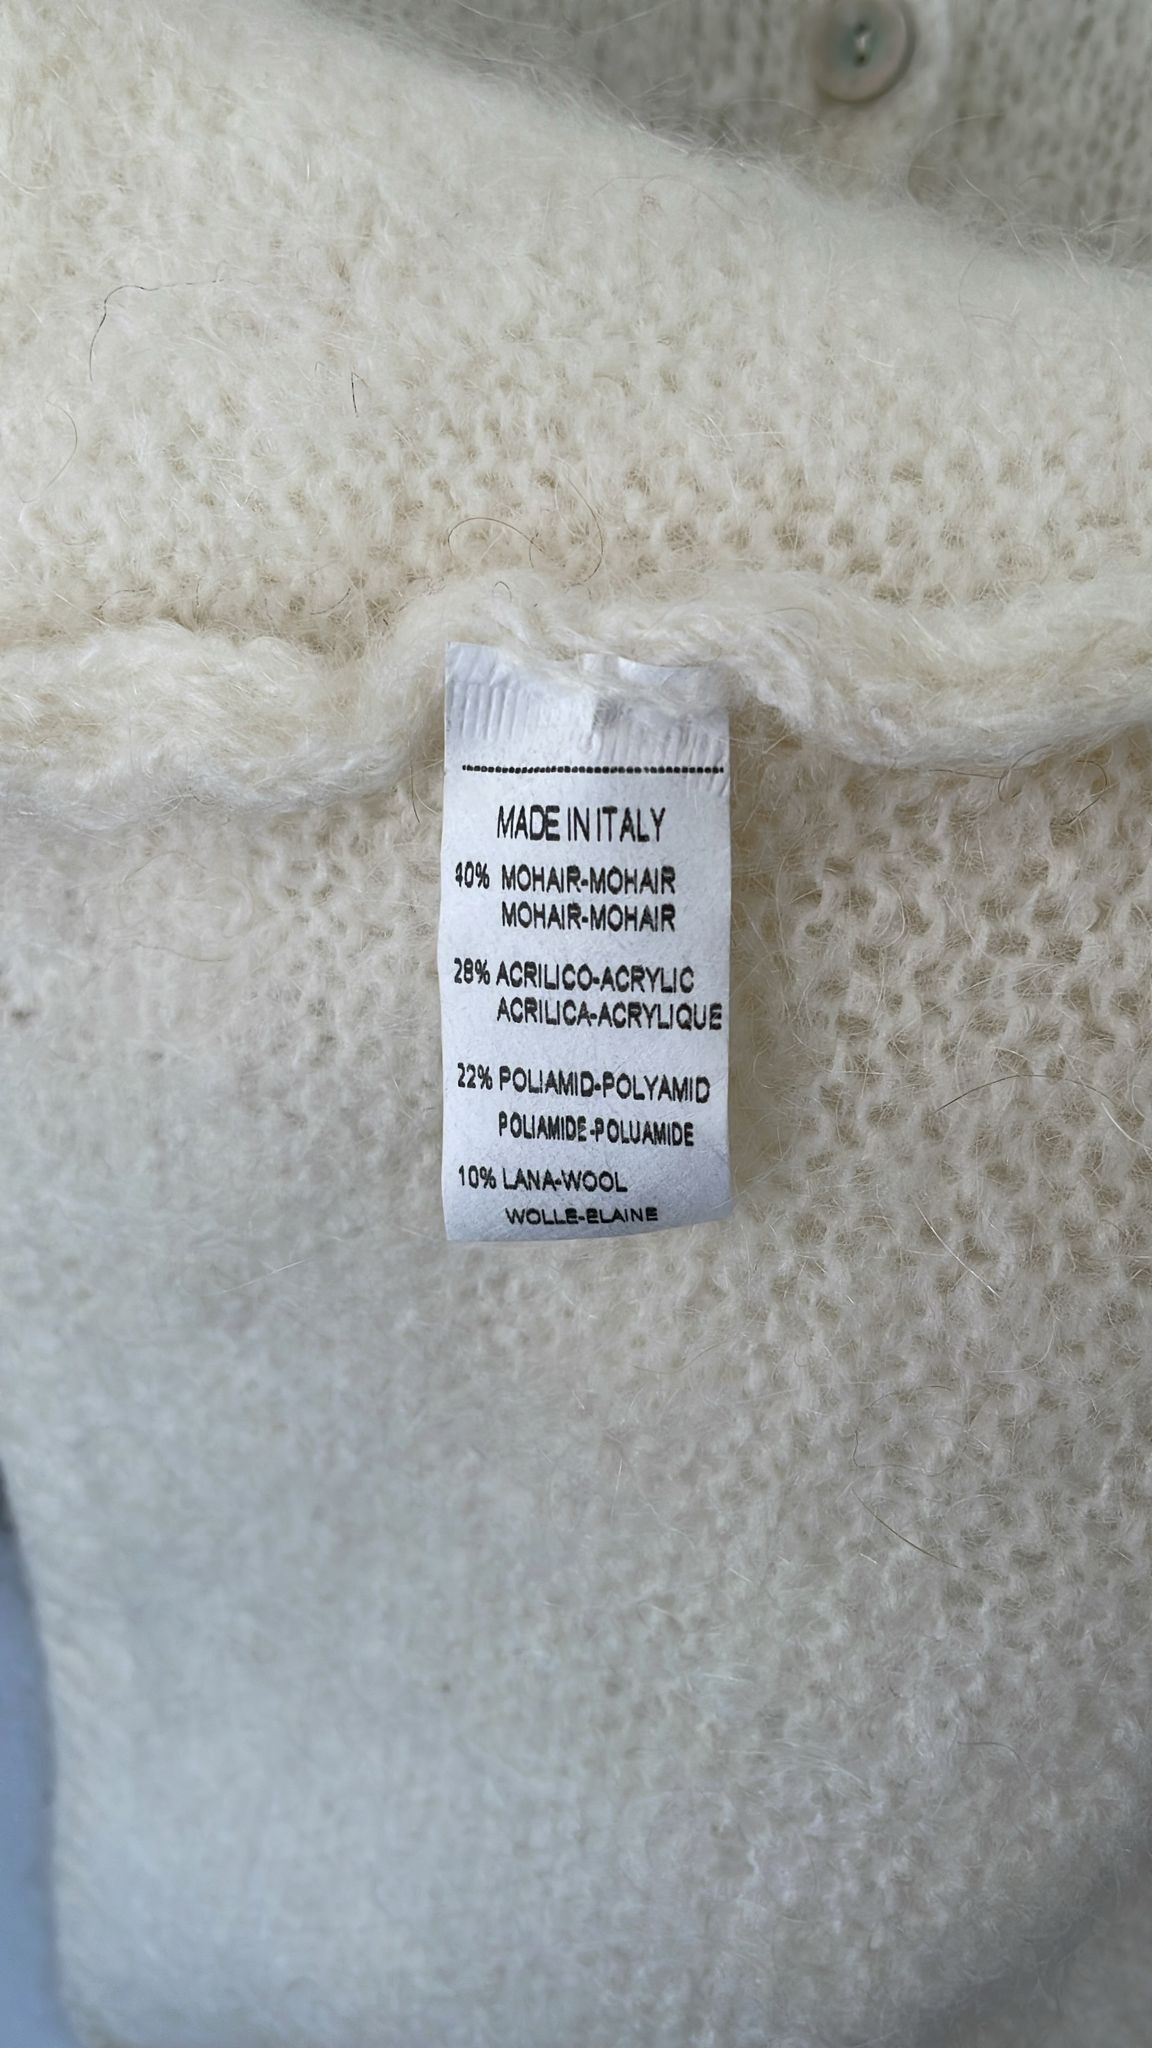 MADE IN ITALY
40% MOHAIR-MOHAIR
MOHAIR-MOHAIR
28% ACRILICO-ACRYLIC
ACRILICA-ACRYLIQUE
22% POLIAMID-POLYAMID
POLIAMIDE-POLUAMIDE
10% LANA-WOOL
WOLLE-ELAINE